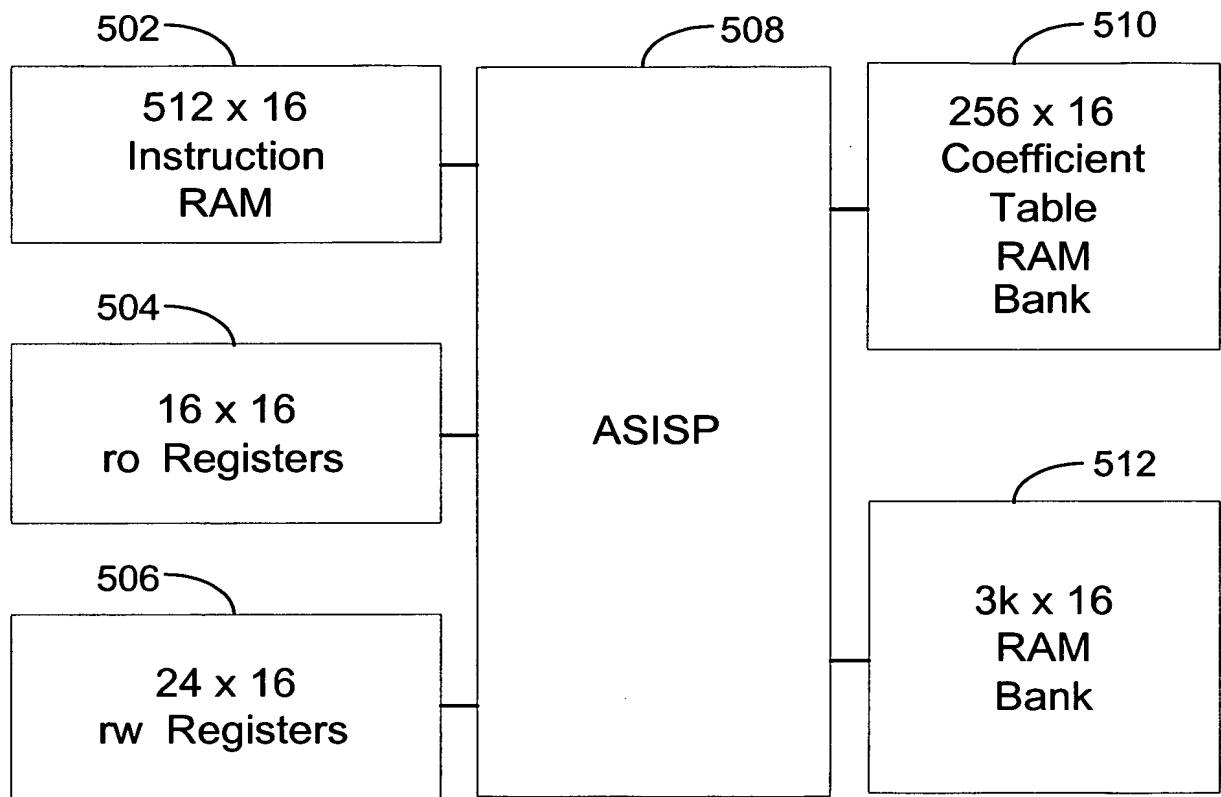 502
512 x 16
Instruction
RAM
504
16 x 16
ro Registers
506
24 x 16
rw Registers
508
ASISP
510
256 x 16
Coefficient
Table
RAM
Bank
512
3k x 16
RAM
Bank